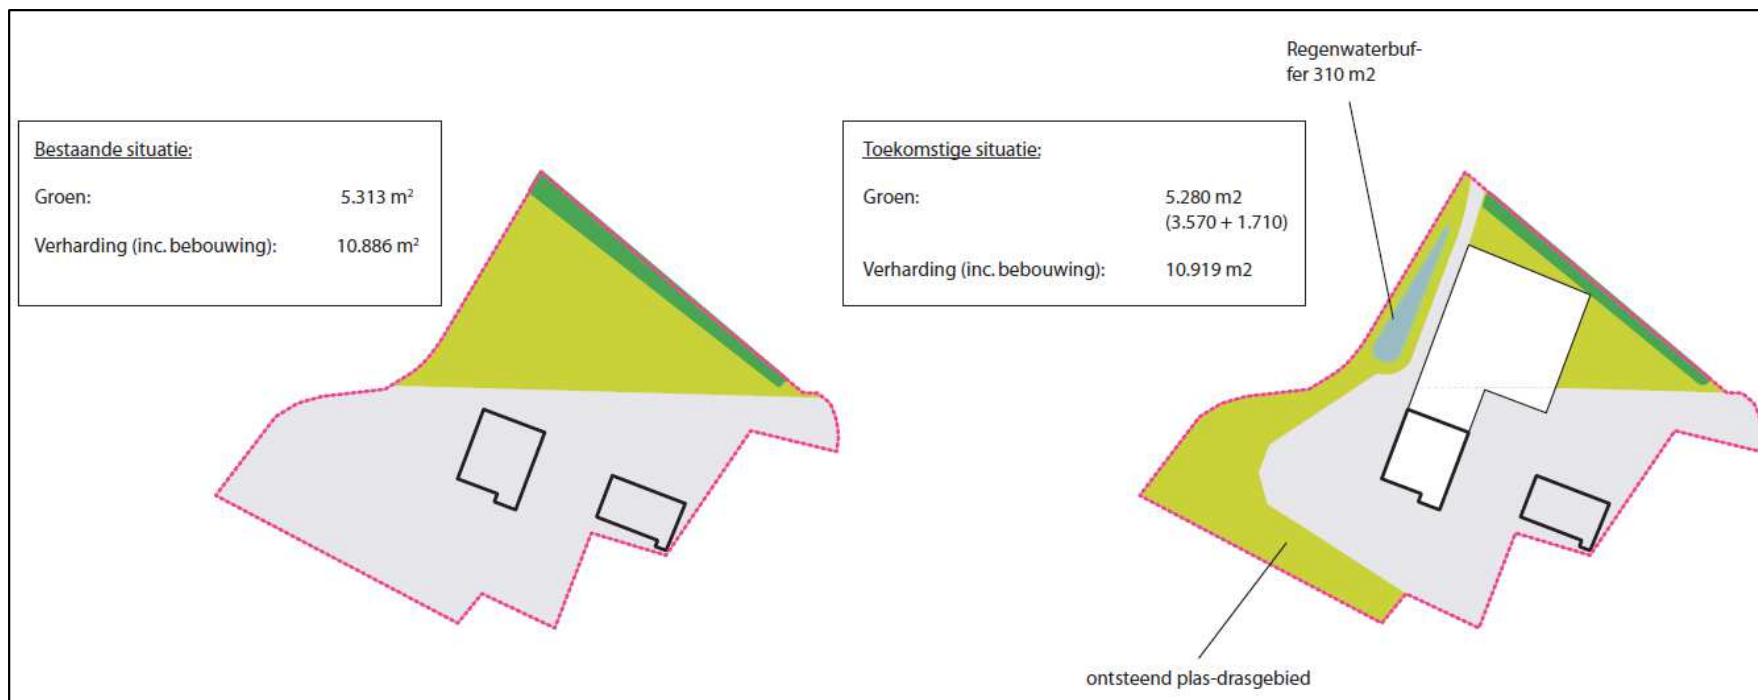 Bestaande situatie:
Groen: 5.313 m²
Verharding (inc. bebouwing): 10.886 m²
Toekomstige situatie:
Groen: 5.280 m2
(3.570 + 1.710)
Verharding (inc. bebouwing): 10.919 m2
Regenwaterbuf-
fer 310 m2
ontsteend plas-drasgebied